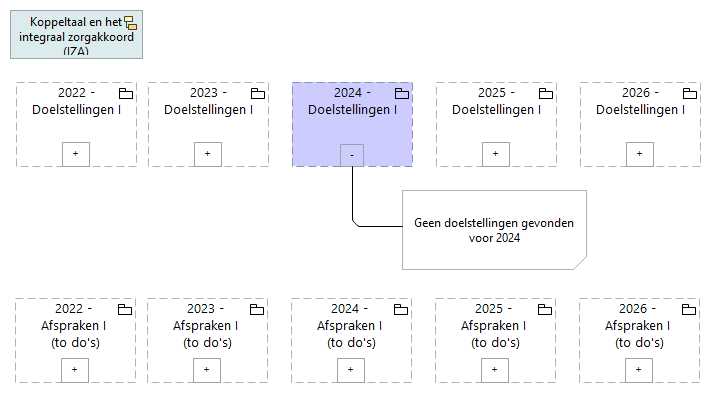 Koppeltaal en het
integraal zorgakkoord
(IZA)
2022 -
Doelstellingen I
+
2023 -
Doelstellingen I
+
2024 -
Doelstellingen I
-
2025 -
Doelstellingen I
+
2026 -
Doelstellingen I
+
Geen doelstellingen gevonden
voor 2024
2022 -
Afspraken I
(to do's)
+
2023 -
Afspraken I
(to do's)
+
2024 -
Afspraken I
(to do's)
+
2025 -
Afspraken I
(to do's)
+
2026 -
Afspraken I
(to do's)
+